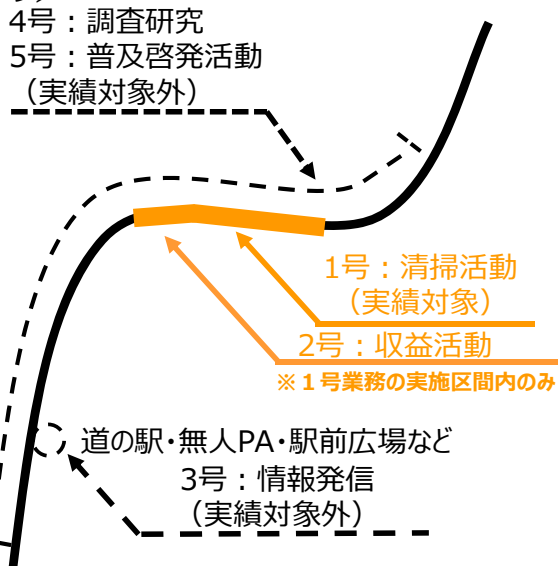 4号：調査研究
5号：普及啓発活動
（実績対象外）
1号：清掃活動
（実績対象）
2号：収益活動
※１号業務の実施区間内のみ
道の駅・無人PA・駅前広場など
3号：情報発信
（実績対象外）